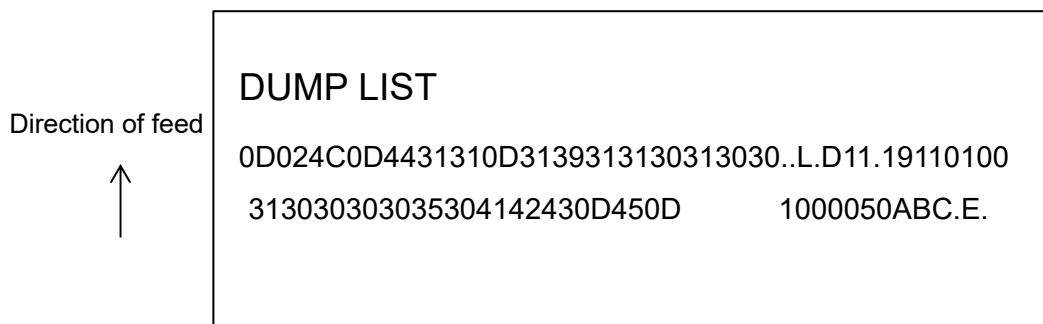 DUMP LIST
Direction of feed
0D024C0D4431310D3139313130313030..L.D11.19110100
313030303035304142430D450D 1000050ABC.E.